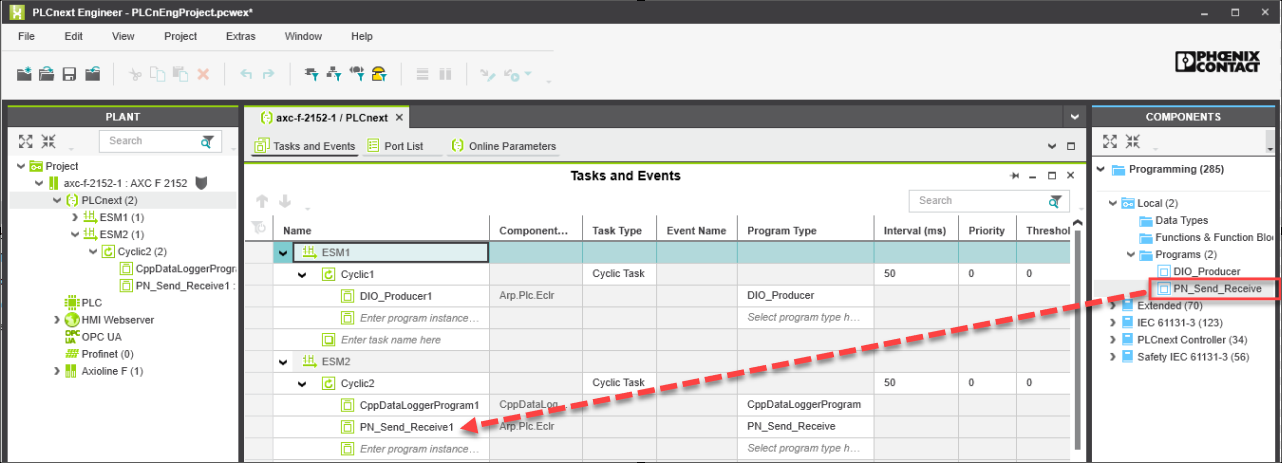 PLCnext Engineer - PLCnEngProject.pcwex*
File Edit View Project Extras Window Help
PHŒNIX CONTACT
PLANT
Search
Project
axc-f-2152-1 : AXC F 2152
PLCnext (2)
ESM1 (1)
ESM2 (1)
Cyclic2 (2)
CppDataLoggerProgra
PN_Send_Receive1 :
PLC
HMI Webserver
OPC UA
Profinet (0)
Axioline F (1)
axc-f-2152-1 / PLCnext
Tasks and Events Port List Online Parameters
Tasks and Events
Search
Name Component... Task Type Event Name Program Type Interval (ms) Priority Threshol
ESM1
Cyclic1 Cyclic Task 50 0 0
DIO_Producer1 Arp.Plc.Eclr DIO_Producer
Enter program instance... Select program type h...
Enter task name here
ESM2
Cyclic2 Cyclic Task 50 0 0
CppDataLoggerProgram1 CppDataLog... CppDataLoggerProgram
PN_Send_Receive1 Arp.Plc.Eclr PN_Send_Receive
Enter program instance... Select program type h...
COMPONENTS
Programming (285)
Local (2)
Data Types
Functions & Function Bloc
Programs (2)
DIO_Producer
PN_Send_Receive
Extended (70)
IEC 61131-3 (123)
PLCnext Controller (34)
Safety IEC 61131-3 (56)